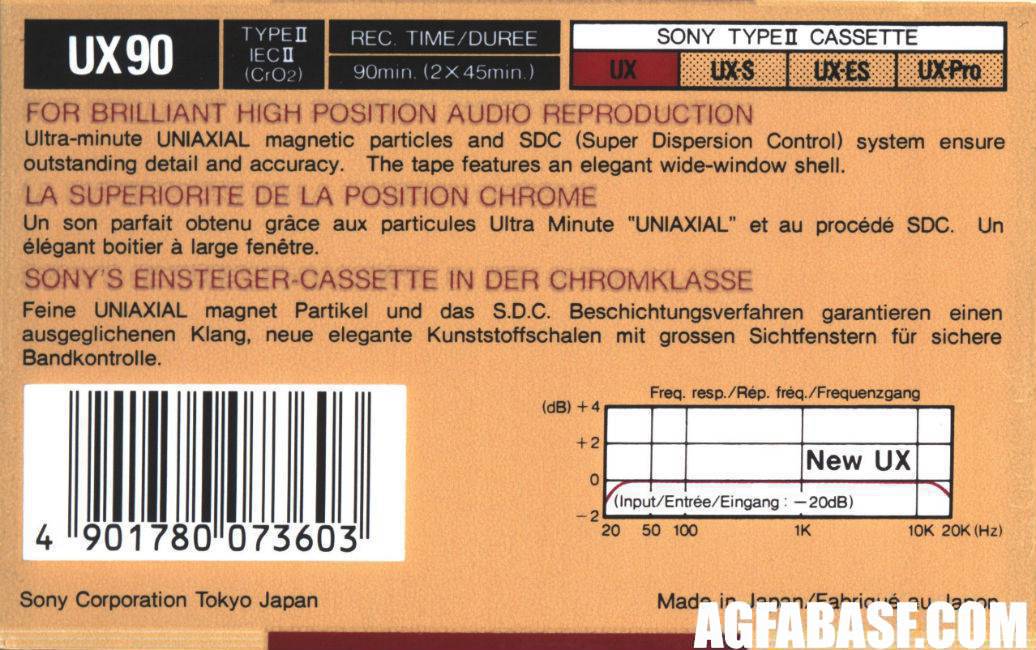 UX90
TYPE II
IEC II
(CrO2)
REC. TIME/DUREE
90min. (2×45min.)
SONY TYPE II CASSETTE
UX
UX-S
UX-ES
UX-Pro
FOR BRILLIANT HIGH POSITION AUDIO REPRODUCTION
Ultra-minute UNIAXIAL magnetic particles and SDC (Super Dispersion Control) system ensure
outstanding detail and accuracy. The tape features an elegant wide-window shell.
LA SUPERIORITE DE LA POSITION CHROME
Un son parfait obtenu grâce aux particules Ultra Minute "UNIAXIAL" et au procédé SDC. Un
élégant boitier à large fenêtre.
SONY'S EINSTEIGER-CASSETTE IN DER CHROMKLASSE
Feine UNIAXIAL magnet Partikel und das S.D.C. Beschichtungsverfahren garantieren einen
ausgeglichenen Klang, neue elegante Kunststoffschalen mit grossen Sichtfenstern für sichere
Bandkontrolle.
4 901780 073603
Freq. resp./Rép. fréq./Frequenzgang
(dB) +4
+2
0
−2
New UX
(Input/Entrée/Eingang : −20dB)
20 50 100 1K 10K 20K (Hz)
Sony Corporation Tokyo Japan
Made in Japan/Fabriqué au Japon
AGFABASF.COM